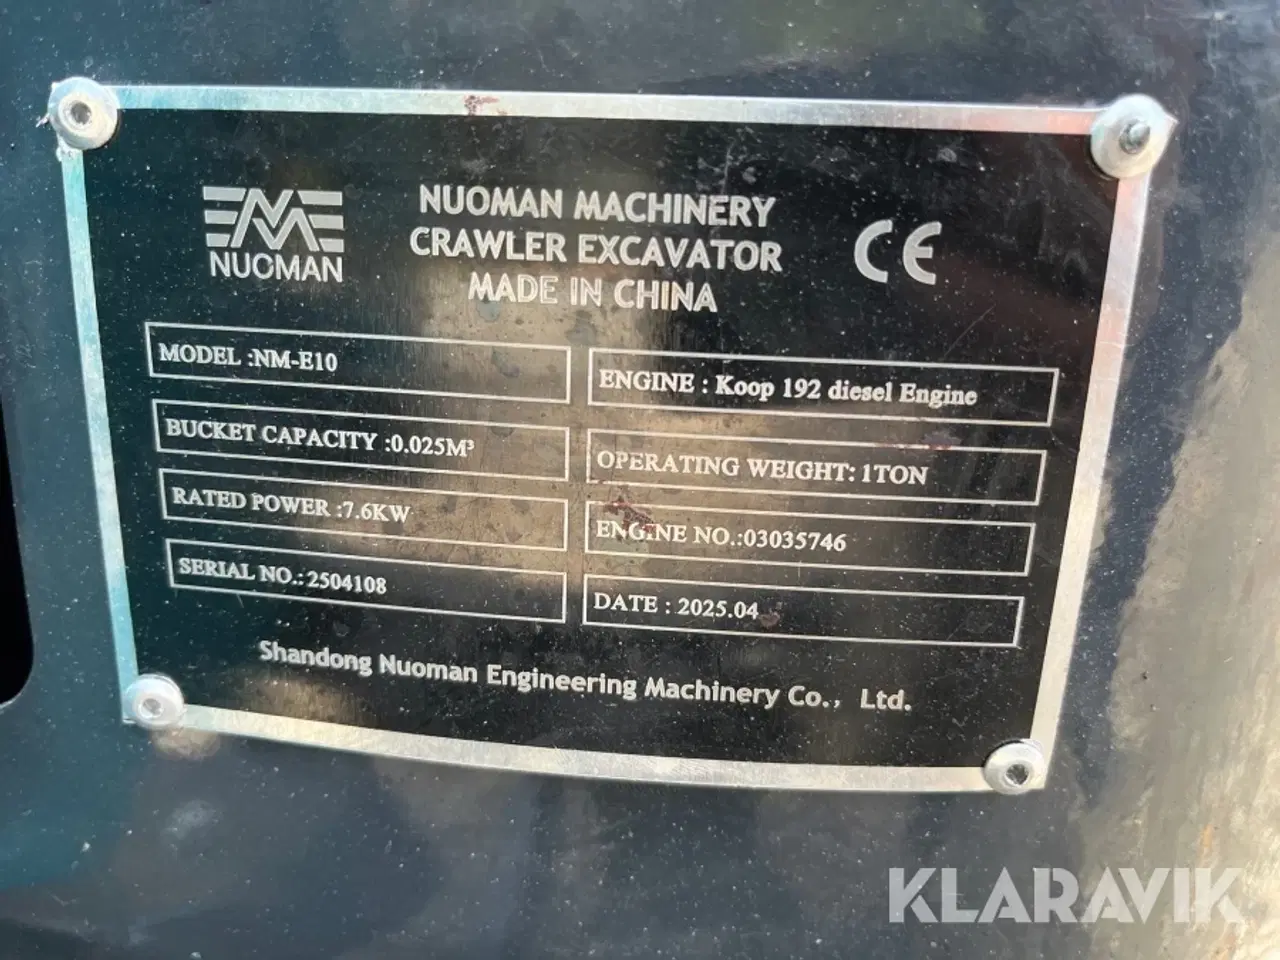 NUOMAN
NUOMAN MACHINERY
CRAWLER EXCAVATOR
MADE IN CHINA
CE
MODEL :NM-E10
ENGINE : Koop 192 diesel Engine
BUCKET CAPACITY :0.025M³
OPERATING WEIGHT: 1TON
RATED POWER :7.6KW
ENGINE NO.:03035746
SERIAL NO.: 2504108
DATE : 2025.04
Shandong Nuoman Engineering Machinery Co., Ltd.
KLARAVIK